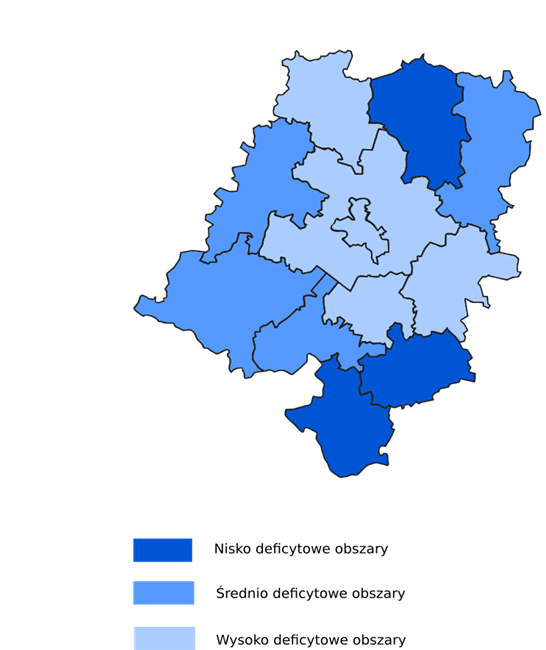 Nisko deficytowe obszary
Średnio deficytowe obszary
Wysoko deficytowe obszary